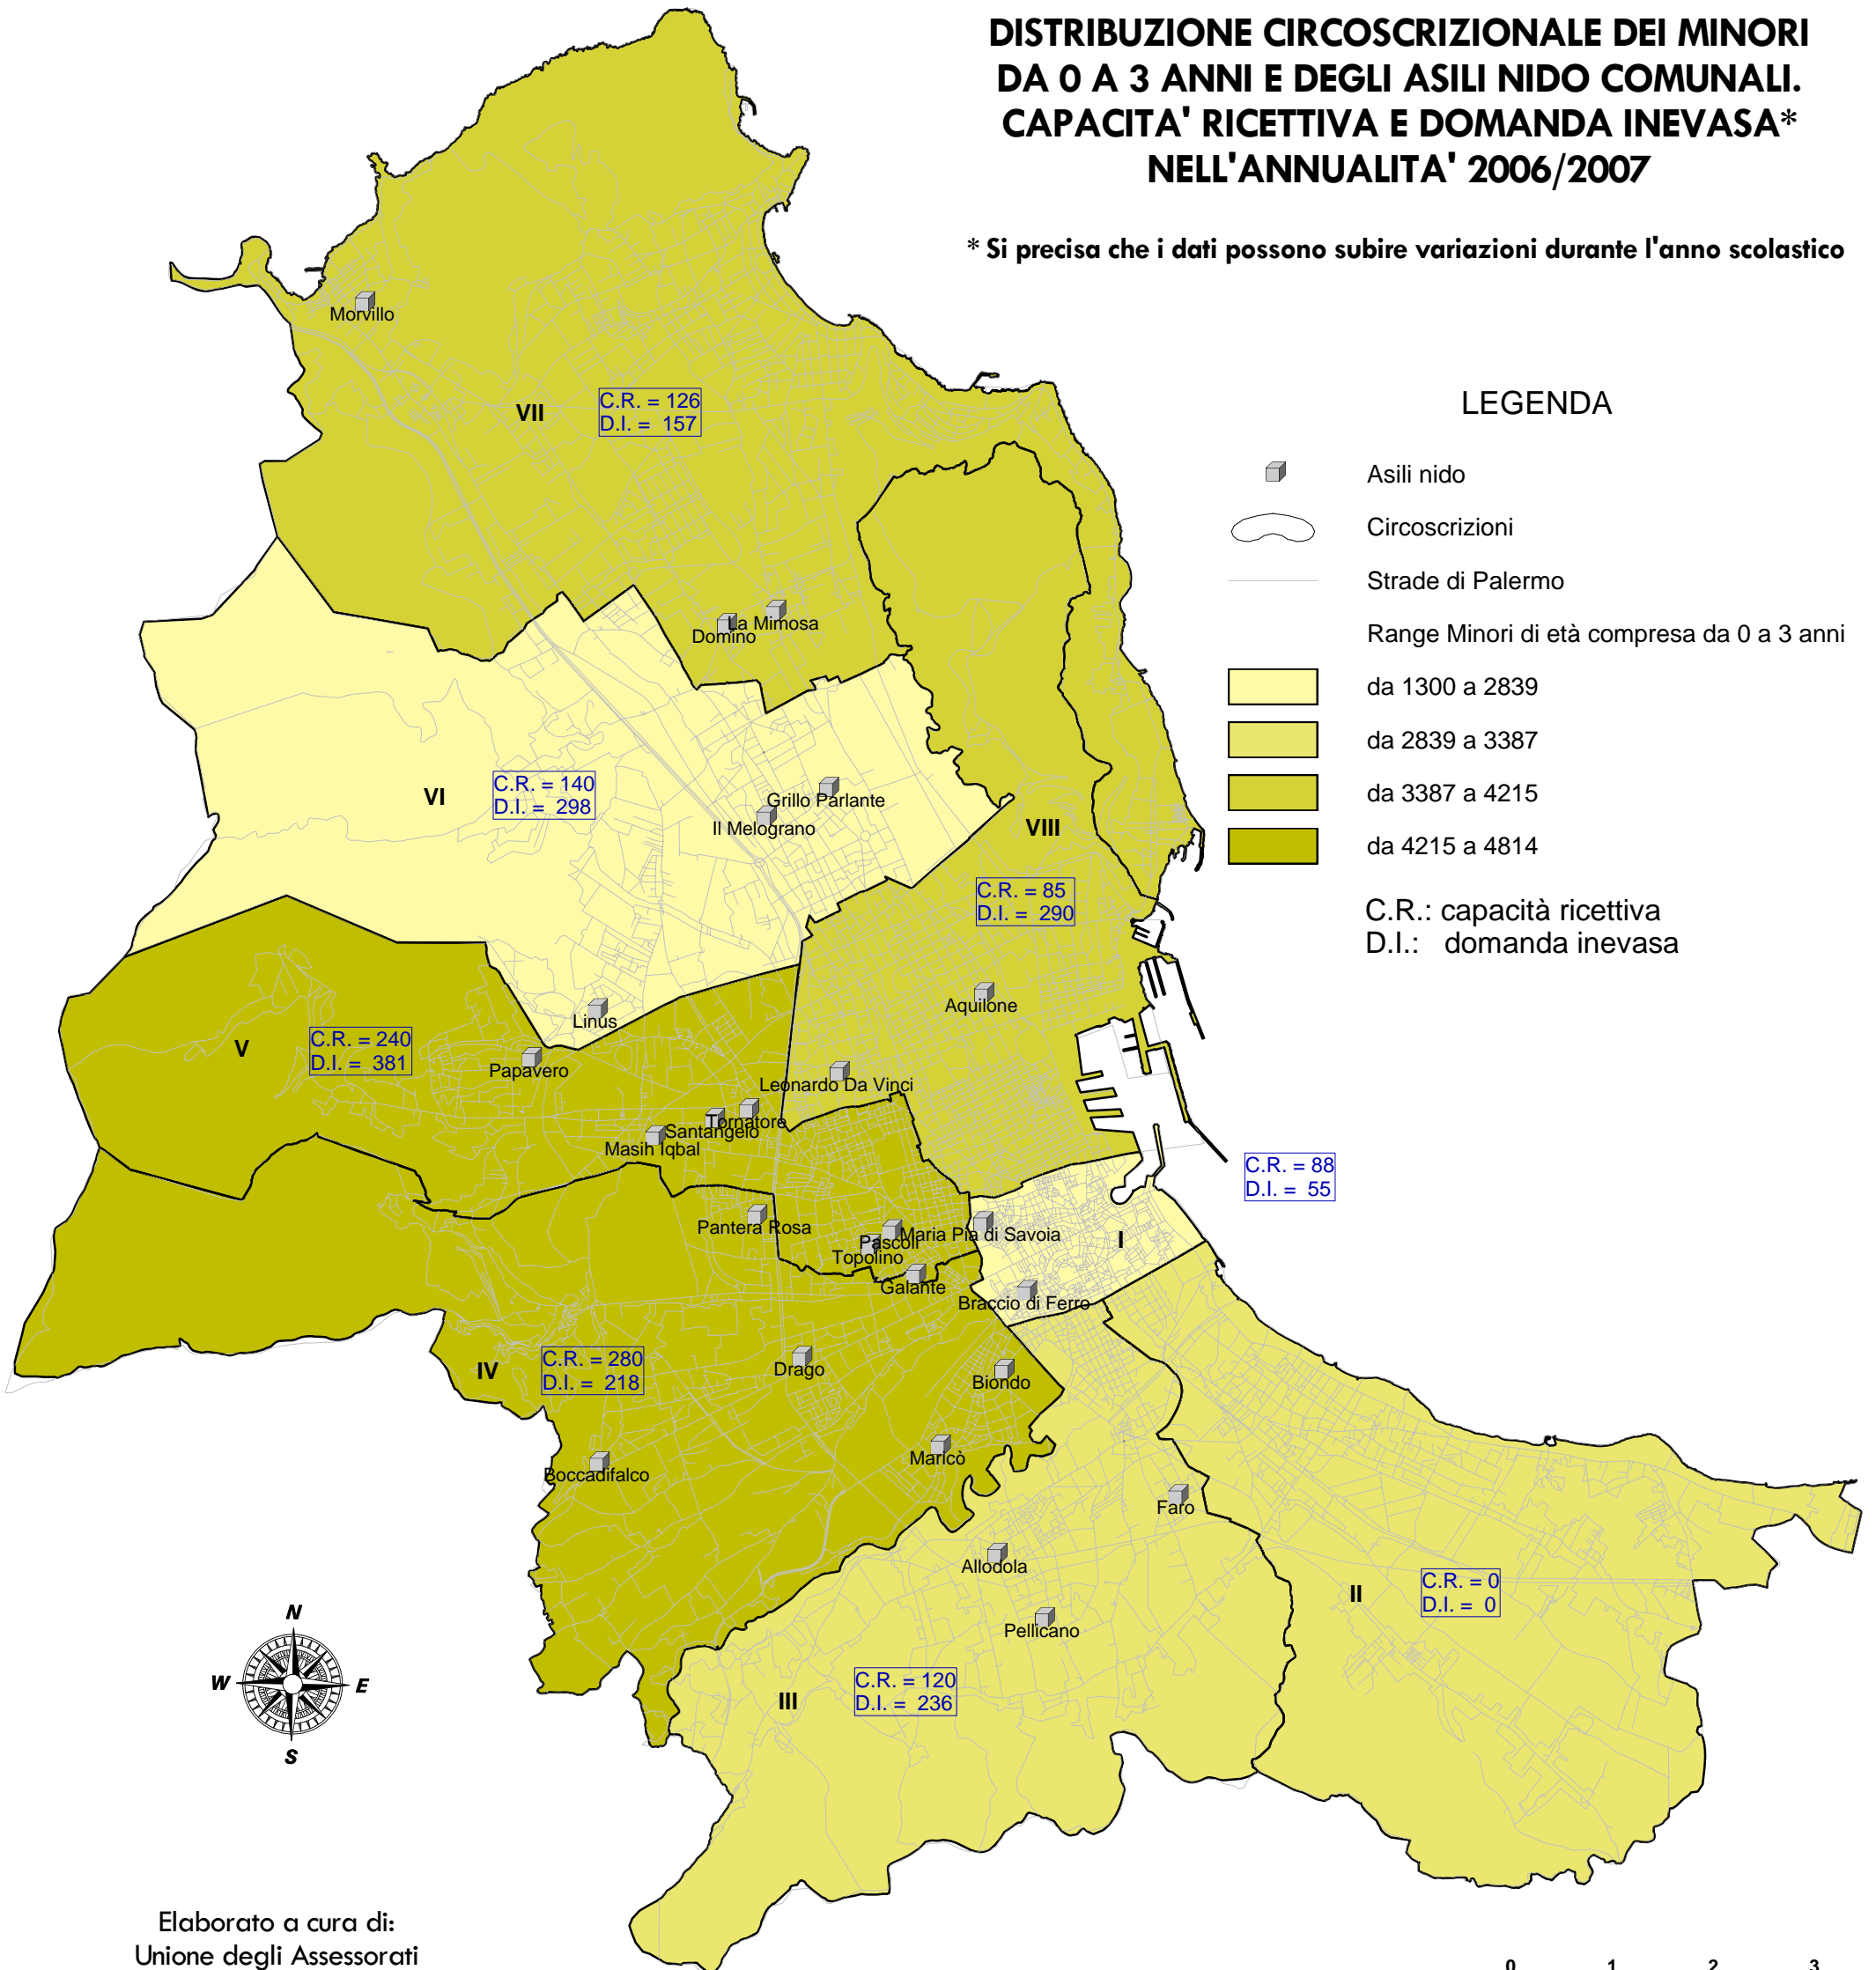 DISTRIBUZIONE CIRCOSCRIZIONALE DEI MINORI
DA 0 A 3 ANNI E DEGLI ASILI NIDO COMUNALI.
CAPACITA' RICETTIVA E DOMANDA INEVASA*
NELL'ANNUALITA' 2006/2007
* Si precisa che i dati possono subire variazioni durante l'anno scolastico
Morvillo
VII
C.R. = 126
D.I. = 157
LEGENDA
Asili nido
Circoscrizioni
Strade di Palermo
Range Minori di età compresa da 0 a 3 anni
da 1300 a 2839
da 2839 a 3387
da 3387 a 4215
da 4215 a 4814
C.R.: capacità ricettiva
D.I.: domanda inevasa
La Mimosa
Domino
VI
C.R. = 140
D.I. = 298
Grillo Parlante
Il Melograno
VIII
C.R. = 85
D.I. = 290
Aquilone
Linus
V
C.R. = 240
D.I. = 381
Papavero
Leonardo Da Vinci
Tornatore
Santangelo
Masih Iqbal
C.R. = 88
D.I. = 55
Pantera Rosa
Maria Pia di Savoia
Pascoli
Topolino
I
Galante
Braccio di Ferro
IV
C.R. = 280
D.I. = 218
Drago
Biondo
Maricò
Boccadifalco
Faro
Allodola
Pellicano
II
C.R. = 0
D.I. = 0
III
C.R. = 120
D.I. = 236
N
W
E
S
Elaborato a cura di:
Unione degli Assessorati
0 1 2 3